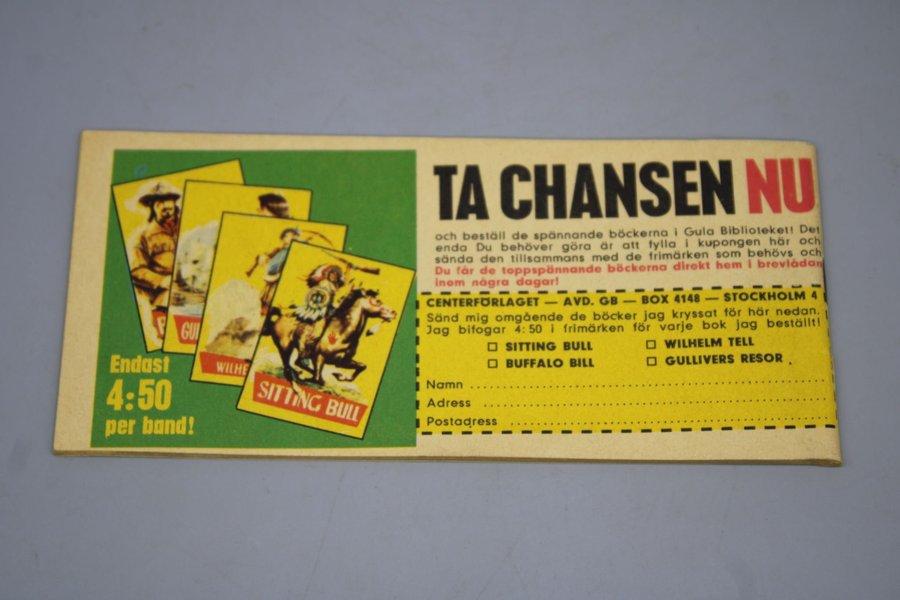 TA CHANSEN NU
och beställ de spännande böckerna i Gula Biblioteket! Det
enda Du behöver göra är att fylla i kupongen här och
sända den tillsammans med de frimärken som behövs och
Du får de toppspännande böckerna direkt hem i brevlådan
inom några dagar!
CENTERFÖRLAGET — AVD. GB — BOX 4148 — STOCKHOLM 4
Sänd mig omgående de böcker jag kryssat för här nedan.
Jag bifogar 4:50 i frimärken för varje bok jag beställt!
SITTING BULL
WILHELM TELL
BUFFALO BILL
GULLIVERS RESOR
Namn
Adress
Postadress
GUL
WILHE
SITTING BULL
Endast
4:50
per band!